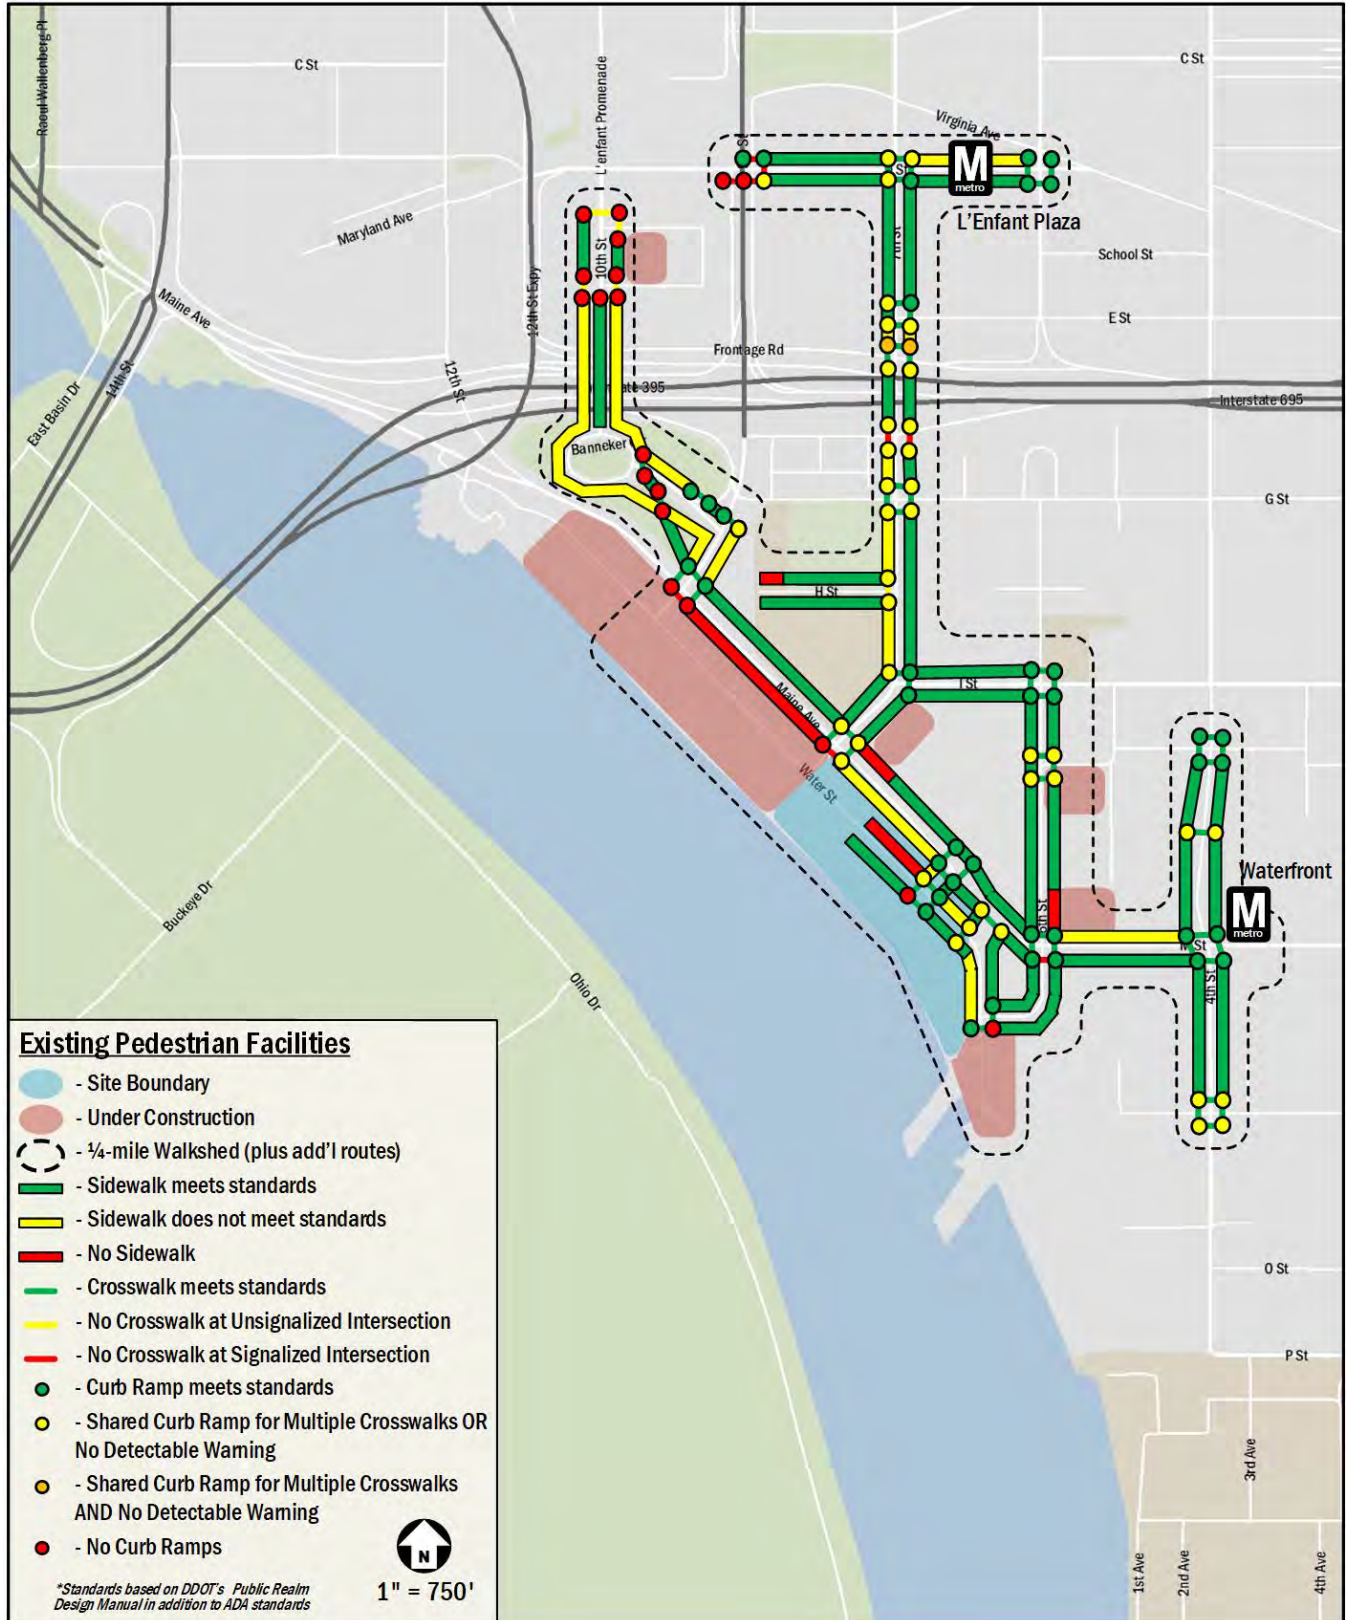 Raoul Wallenberg Pl
C St
L'enfant Promenade
C St
Virginia Ave
St
St
M
metro
L'Enfant Plaza
Maryland Ave
10th St
7th St
School St
12th St Expy
Maine Ave
E St
14th St
Frontage Rd
12th St
East Basin Dr
Interstate 695
Banneker
G St
H St
I St
Maine Ave
Water St
Waterfront
M
metro
Buckeye Dr
6th St
M St
4th St
Ohio Dr
O St
P St
3rd Ave
1st Ave
2nd Ave
4th Ave
Existing Pedestrian Facilities
- Site Boundary
- Under Construction
- ¼-mile Walkshed (plus add'l routes)
- Sidewalk meets standards
- Sidewalk does not meet standards
- No Sidewalk
- Crosswalk meets standards
- No Crosswalk at Unsignalized Intersection
- No Crosswalk at Signalized Intersection
- Curb Ramp meets standards
- Shared Curb Ramp for Multiple Crosswalks OR
No Detectable Warning
- Shared Curb Ramp for Multiple Crosswalks
AND No Detectable Warning
- No Curb Ramps
N
1" = 750'
*Standards based on DDOT's Public Realm
Design Manual in addition to ADA standards